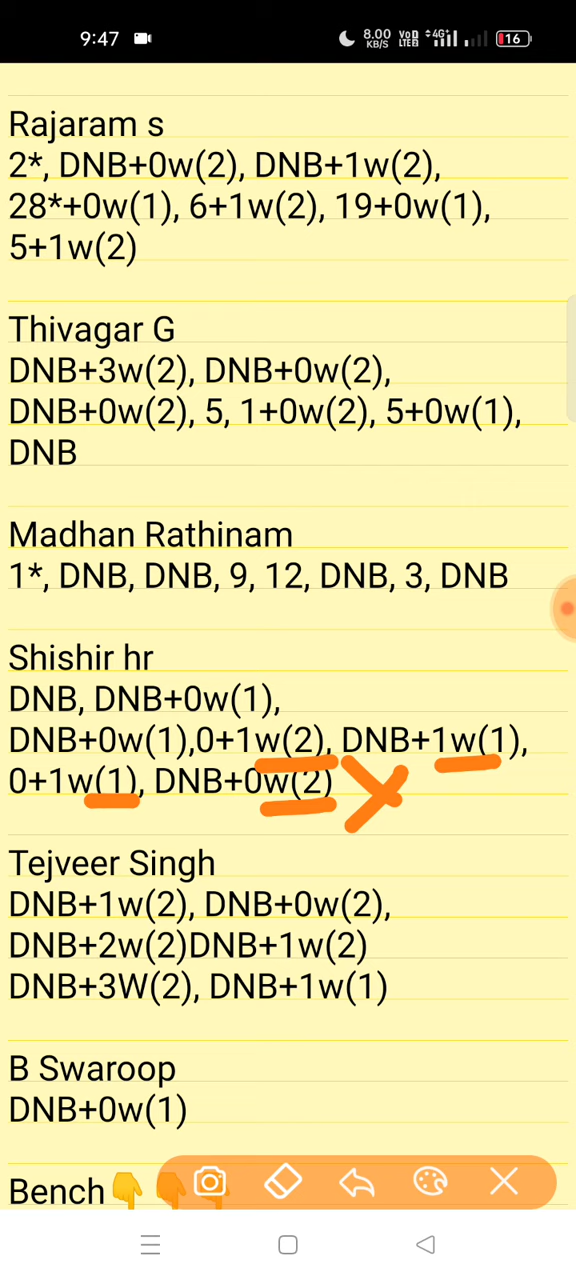 9:47
8.00 KB/S VoD LTE2 4G 16
Rajaram s
2*, DNB+0w(2), DNB+1w(2),
28*+0w(1), 6+1w(2), 19+0w(1),
5+1w(2)
Thivagar G
DNB+3w(2), DNB+0w(2),
DNB+0w(2), 5, 1+0w(2), 5+0w(1),
DNB
Madhan Rathinam
1*, DNB, DNB, 9, 12, DNB, 3, DNB
Shishir hr
DNB, DNB+0w(1),
DNB+0w(1),0+1w(2), DNB+1w(1),
0+1w(1), DNB+0w(2)
Tejveer Singh
DNB+1w(2), DNB+0w(2),
DNB+2w(2)DNB+1w(2)
DNB+3W(2), DNB+1w(1)
B Swaroop
DNB+0w(1)
Bench👇👇👇